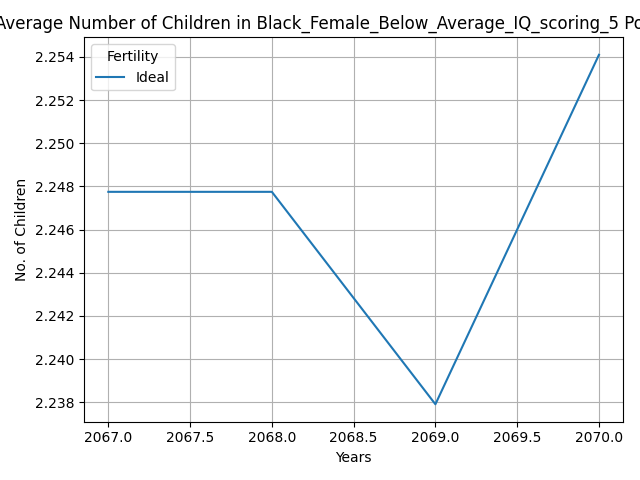 Average Number of Children in Black_Female_Below_Average_IQ_scoring_5 Po
Fertility
Ideal
2.254
2.252
2.250
2.248
2.246
2.244
2.242
2.240
2.238
No. of Children
2067.0 2067.5 2068.0 2068.5 2069.0 2069.5 2070.0
Years